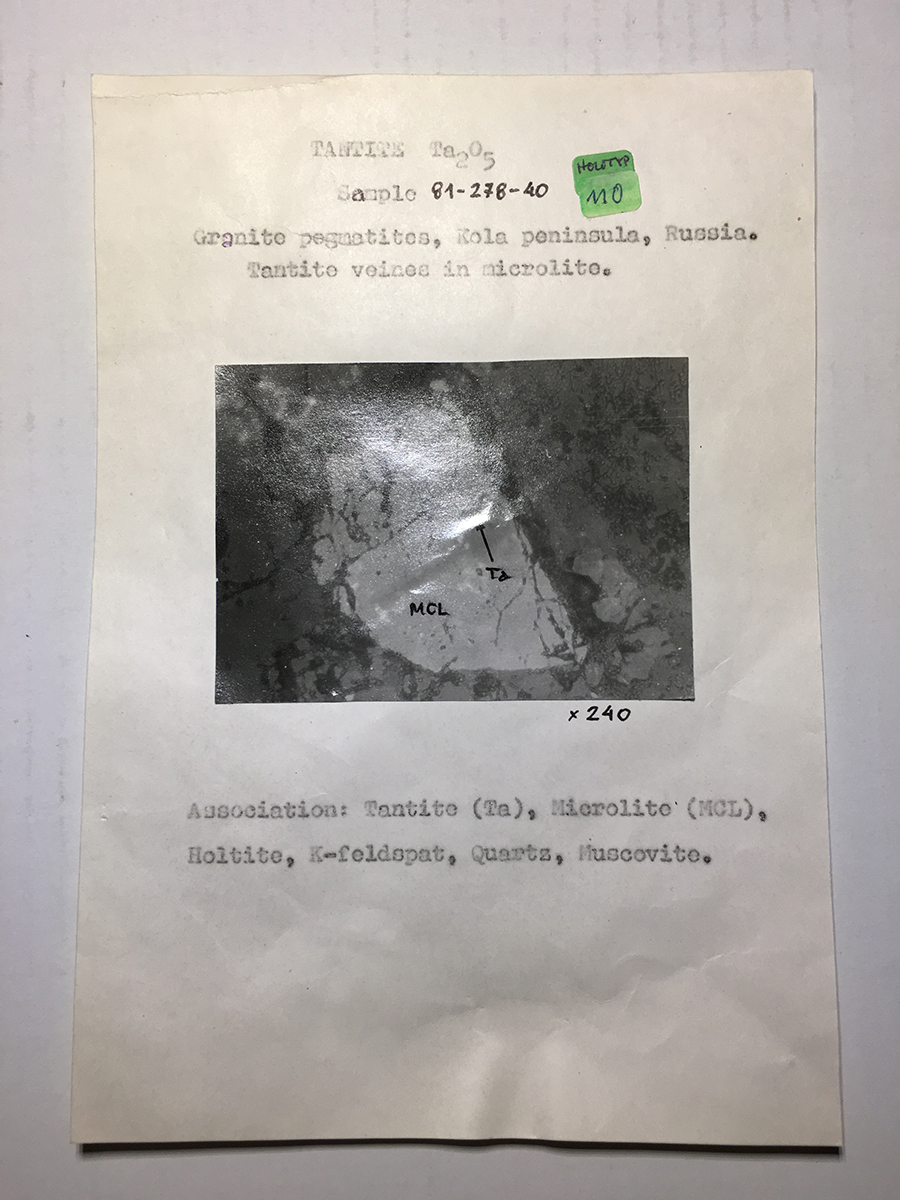 TANTITE Ta2O5
Sample 81-278-40
HOLOTYP
110
Granite pegmatites, Kola peninsula, Russia.
Tantite veines in microlite.
Ta
MCL
x 240
Association: Tantite (Ta), Microlite (MCL),
Holtite, K-feldspat, Quartz, Muscovite.